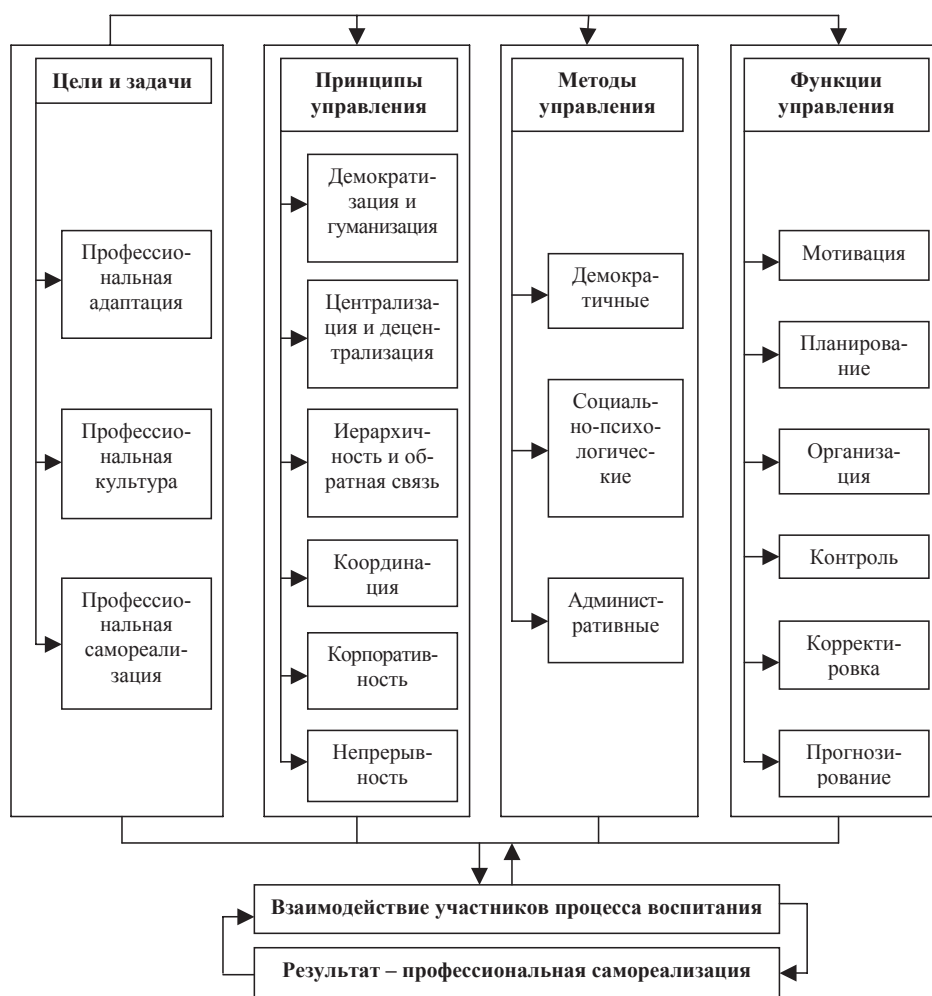 Цели и задачи
Профессио-
нальная
адаптация
Профессио-
нальная
культура
Профессио-
нальная
самореали-
зация
Принципы
управления
Демократи-
зация и
гуманизация
Централиза-
ция и децен-
трализация
Иерархич-
ность и об-
ратная связь
Координа-
ция
Корпоратив-
ность
Непрерыв-
ность
Методы
управления
Демокра-
тичные
Социаль-
но-психо-
логичес-
кие
Админист-
ративные
Функции
управления
Мотивация
Планирова-
ние
Организа-
ция
Контроль
Корректи-
ровка
Прогнози-
рование
Взаимодействие участников процесса воспитания
Результат – профессиональная самореализация